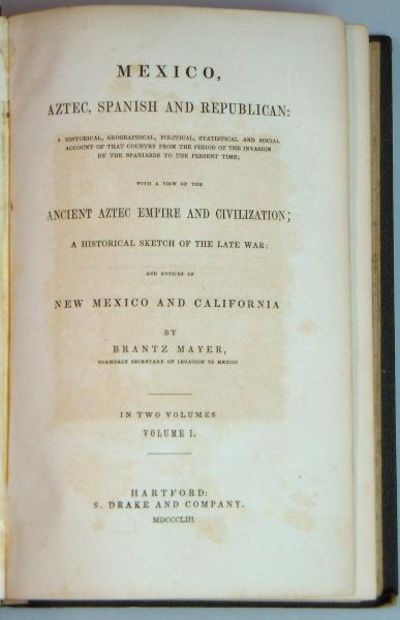 MEXICO,
AZTEC, SPANISH AND REPUBLICAN:
A HISTORICAL, GEOGRAPHICAL, POLITICAL, STATISTICAL AND SOCIAL
ACCOUNT OF THAT COUNTRY FROM THE PERIOD OF THE INVASION
BY THE SPANIARDS TO THE PRESENT TIME;
WITH A VIEW OF THE
ANCIENT AZTEC EMPIRE AND CIVILIZATION;
A HISTORICAL SKETCH OF THE LATE WAR:
AND NOTICES OF
NEW MEXICO AND CALIFORNIA
BY
BRANTZ MAYER,
FORMERLY SECRETARY OF LEGATION TO MEXICO
IN TWO VOLUMES
VOLUME I.
HARTFORD:
S. DRAKE AND COMPANY.
MDCCCLIII.